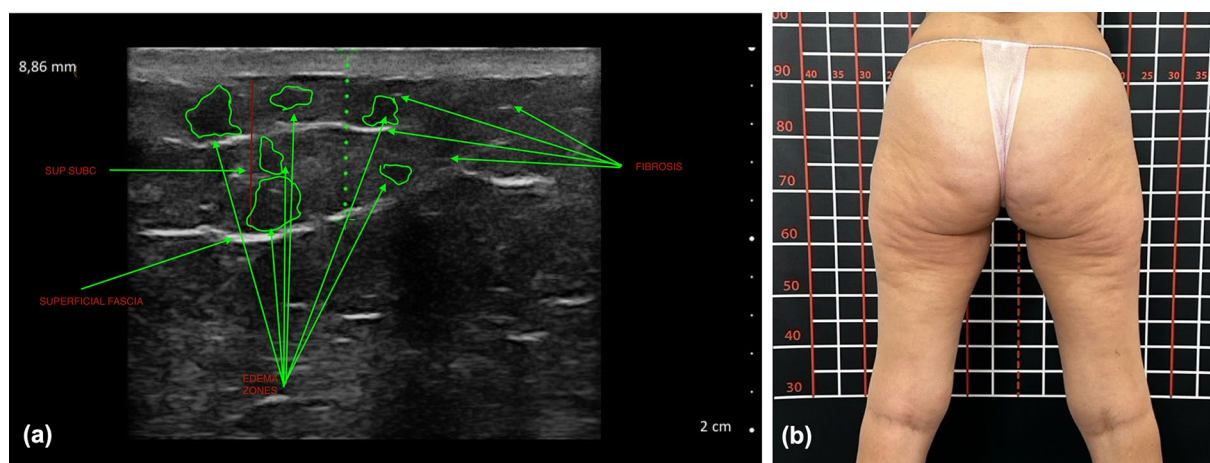 8,86 mm
SUP SUBC
FIBROSIS
SUPERFICIAL FASCIA
EDEMA
ZONES
(a)
2 cm
90
40 35 30
25 30 35
80
70
60
50
40
30
(b)